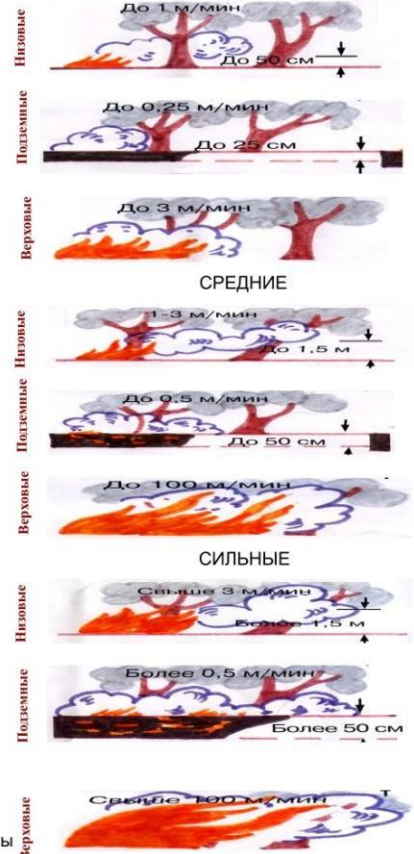 Низовые
До 1 м/мин
До 50 см
Подземные
До 0,25 м/мин
До 25 см
Верховые
До 3 м/мин
СРЕДНИЕ
Низовые
1-3 м/мин
До 1,5 м
Подземные
До 0,5 м/мин
До 50 см
Верховые
До 100 м/мин
СИЛЬНЫЕ
Низовые
Свыше 3 м/мин
Более 1,5 м
Подземные
Более 0,5 м/мин
Более 50 см
Верховые
Свыше 100 м/мин
т
ы